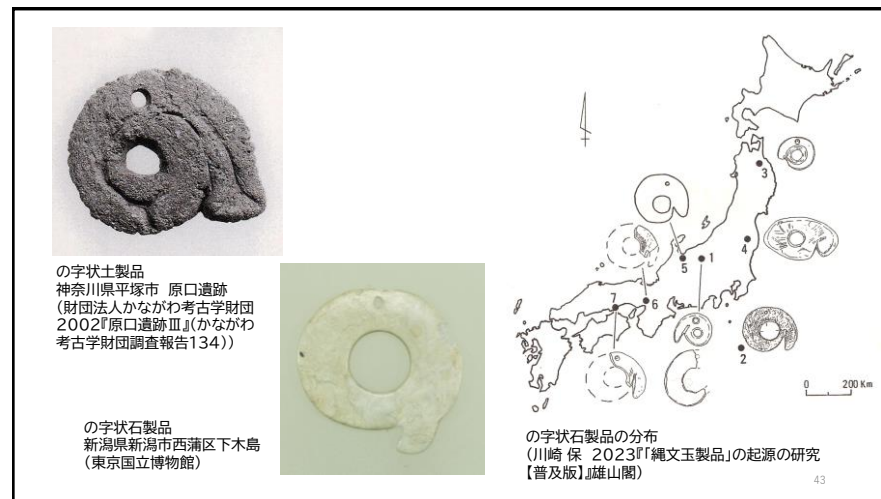 の字状土製品
神奈川県平塚市 原口遺跡
(財団法人かながわ考古学財団
2002『原口遺跡Ⅲ』(かながわ
考古学財団調査報告134))
の字状石製品
新潟県新潟市西蒲区下木島
(東京国立博物館)
3
4
5
1
7
6
2
0 200 Km
の字状石製品の分布
(川崎 保 2023『「縄文玉製品」の起源の研究
【普及版】』雄山閣)
43